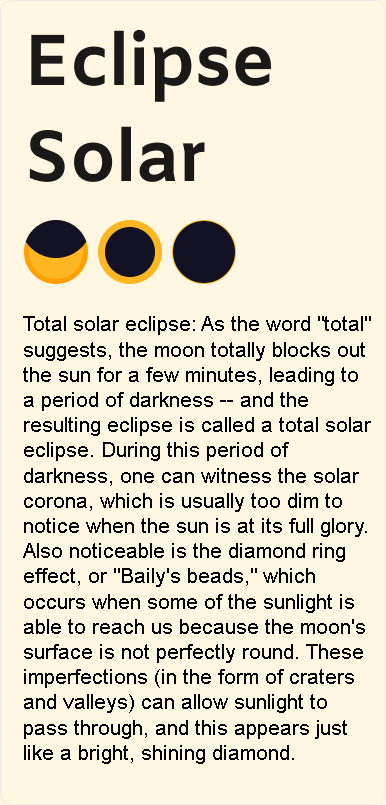 Eclipse
Solar
Total solar eclipse: As the word "total"
suggests, the moon totally blocks out
the sun for a few minutes, leading to
a period of darkness -- and the
resulting eclipse is called a total solar
eclipse. During this period of
darkness, one can witness the solar
corona, which is usually too dim to
notice when the sun is at its full glory.
Also noticeable is the diamond ring
effect, or "Baily's beads," which
occurs when some of the sunlight is
able to reach us because the moon's
surface is not perfectly round. These
imperfections (in the form of craters
and valleys) can allow sunlight to
pass through, and this appears just
like a bright, shining diamond.